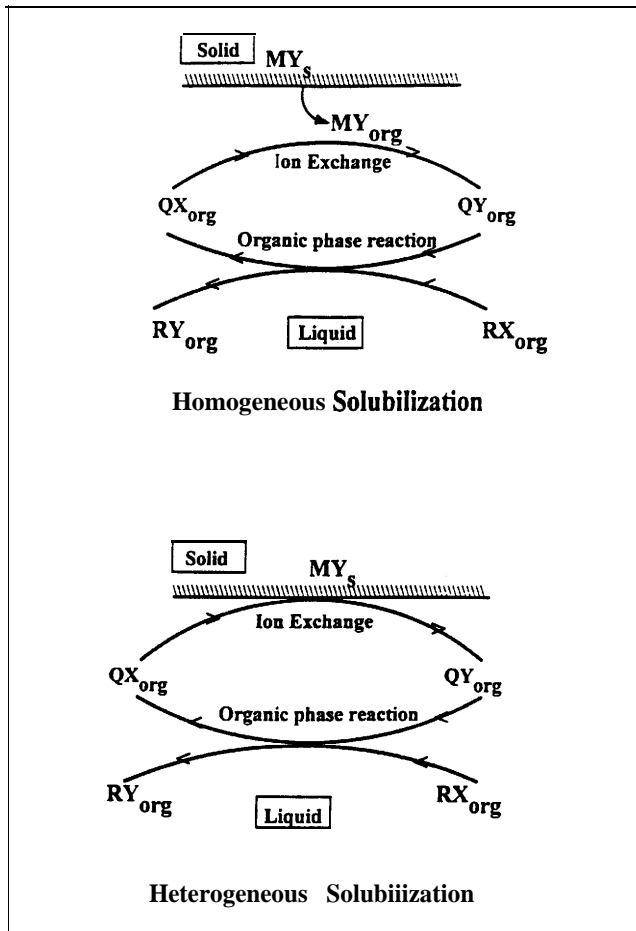 Solid
MYs
MYorg
Ion Exchange
QXorg QYorg
Organic phase reaction
RYorg Liquid RXorg
Homogeneous Solubilization
Solid
MYs
Ion Exchange
QXorg QYorg
Organic phase reaction
RYorg Liquid RXorg
Heterogeneous Solubiiization